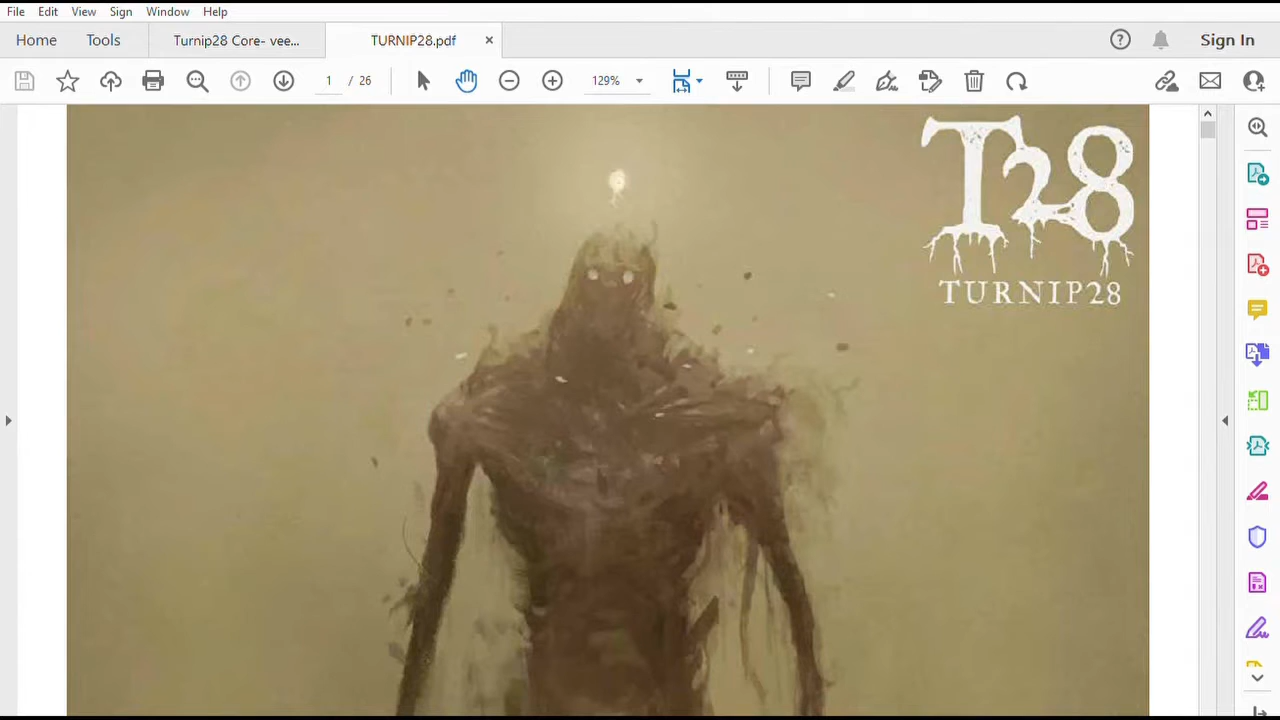 File Edit View Sign Window Help
Home Tools Turnip28 Core- vee... TURNIP28.pdf × Sign In
1 / 26 129%
T28
TURNIP28